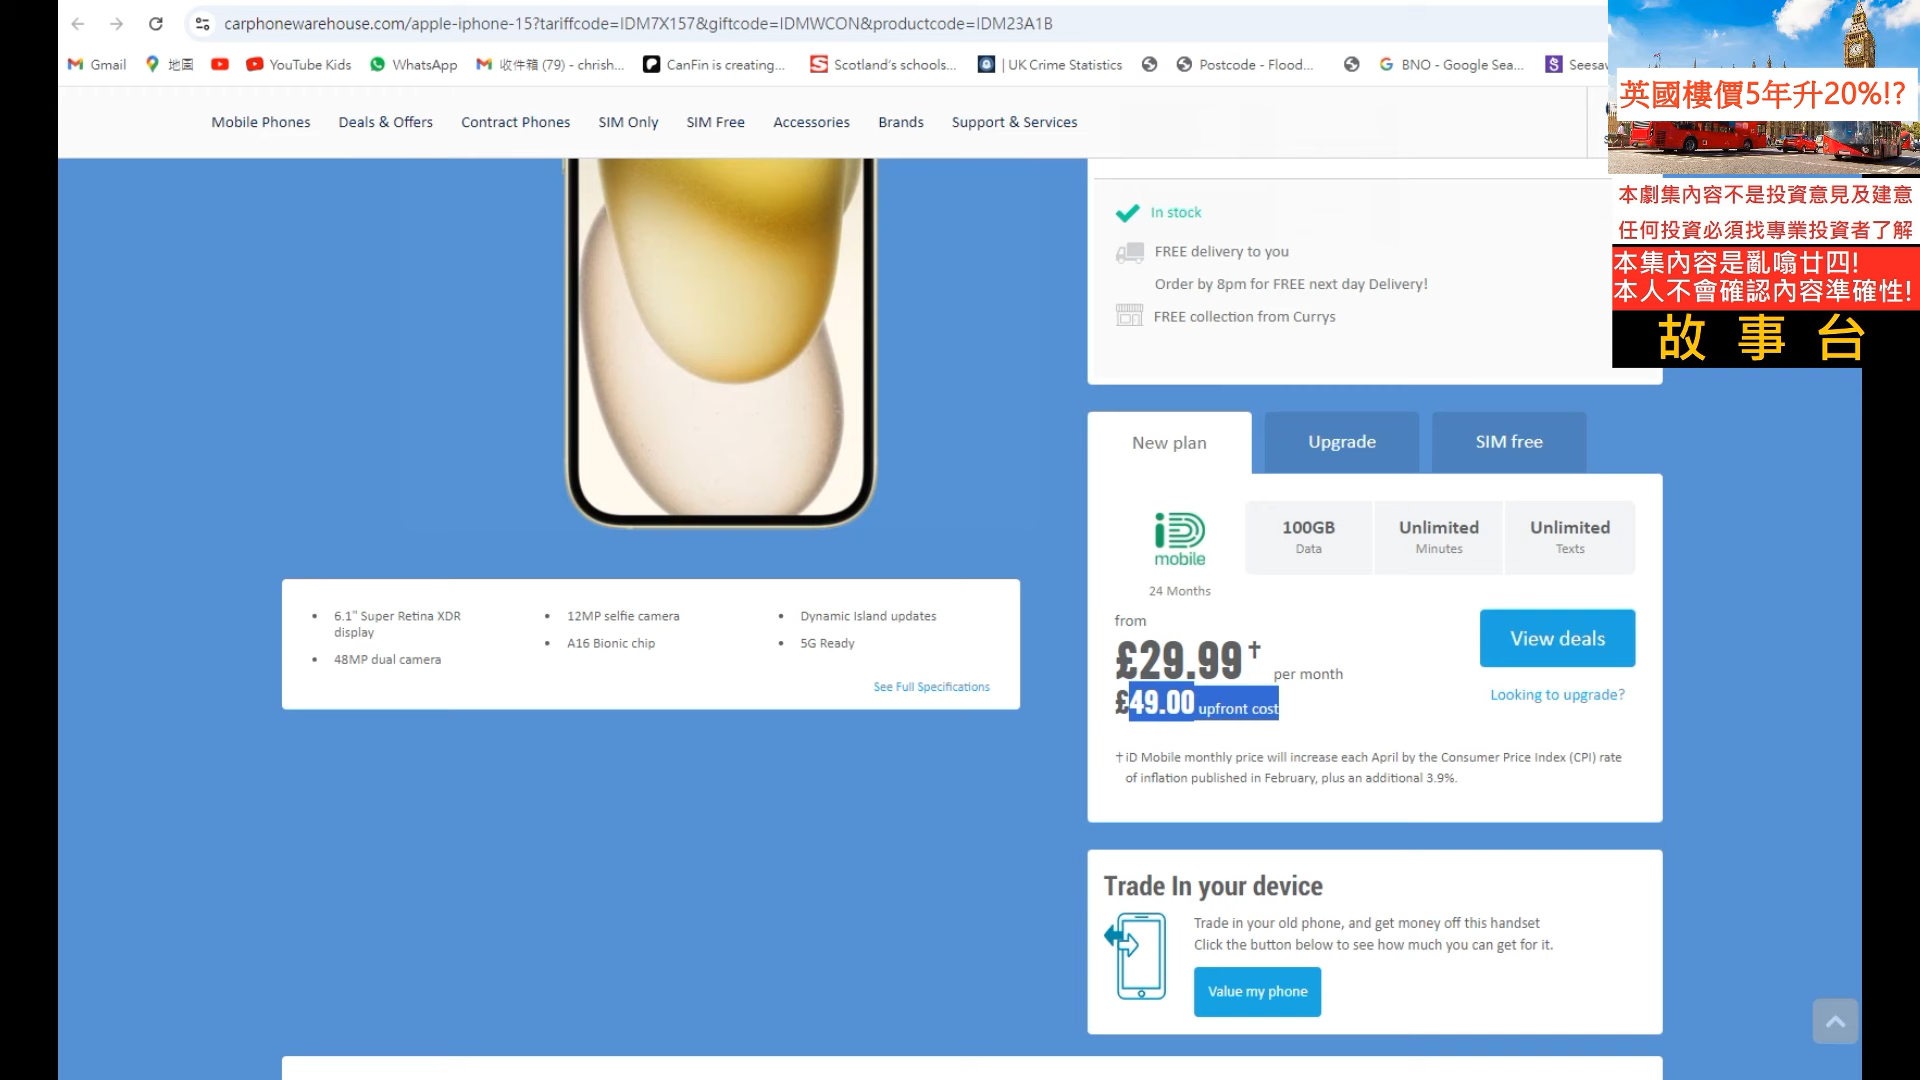 carphonewarehouse.com/apple-iphone-15?tariffcode=IDM7X157&giftcode=IDMWCON&productcode=IDM23A1B
Gmail 地圖 YouTube Kids WhatsApp 收件箱 (79) - chrish... CanFin is creating... Scotland's schools... | UK Crime Statistics Postcode - Flood... BNO - Google Sea... Seesaw
Mobile Phones Deals & Offers Contract Phones SIM Only SIM Free Accessories Brands Support & Services
英國樓價5年升20%!?
本劇集內容不是投資意見及建意
任何投資必須找專業投資者了解
本集內容是亂噏廿四!
本人不會確認內容準確性!
故事台
In stock
FREE delivery to you
Order by 8pm for FREE next day Delivery!
FREE collection from Currys
New plan Upgrade SIM free
iD mobile
24 Months
100GB Data
Unlimited Minutes
Unlimited Texts
from
£29.99† per month
£49.00 upfront cost
View deals
Looking to upgrade?
†iD Mobile monthly price will increase each April by the Consumer Price Index (CPI) rate
of inflation published in February, plus an additional 3.9%.
6.1" Super Retina XDR
display
48MP dual camera
12MP selfie camera
A16 Bionic chip
Dynamic Island updates
5G Ready
See Full Specifications
Trade In your device
Trade in your old phone, and get money off this handset
Click the button below to see how much you can get for it.
Value my phone